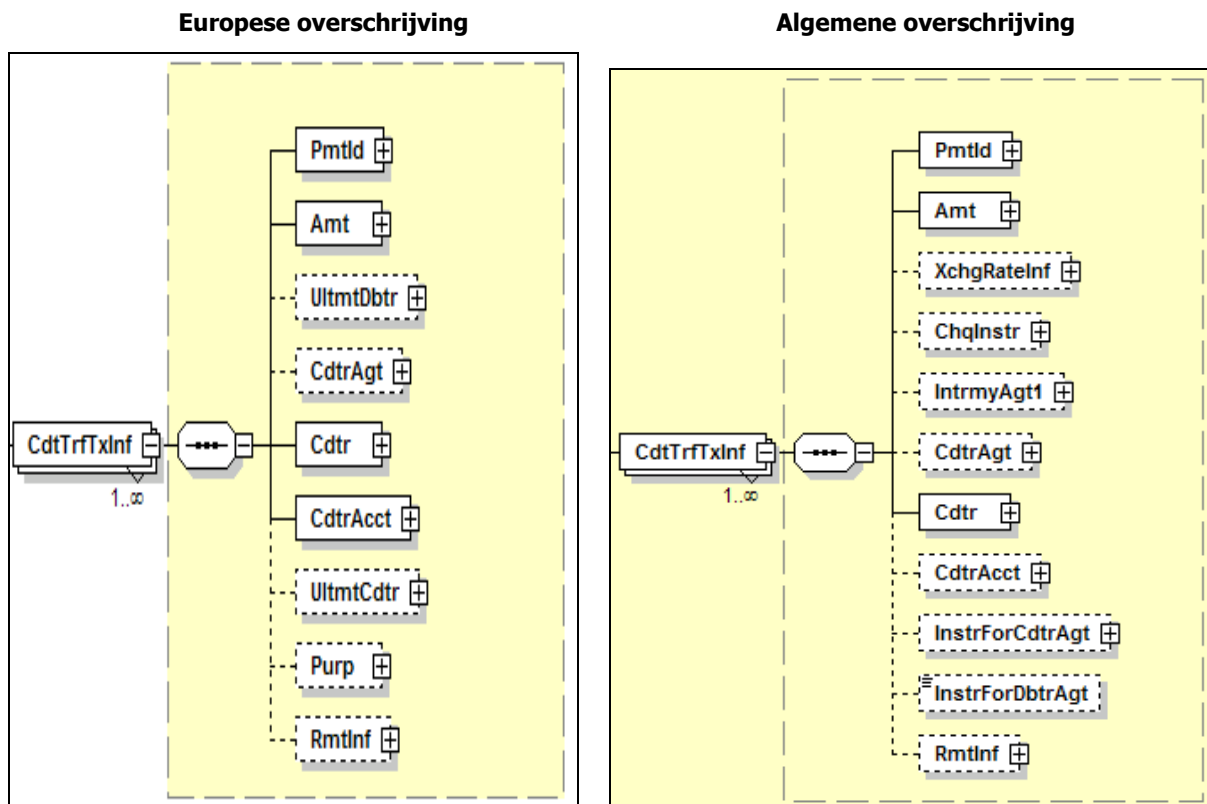 Europese overschrijving
PmtId
Amt
UltmtDbtr
CdtrAgt
CdtTrfTxInf
1..∞
Cdtr
CdtrAcct
UltmtCdtr
Purp
RmtInf
Algemene overschrijving
PmtId
Amt
XchgRateInf
ChqInstr
IntrmyAgt1
CdtTrfTxInf
1..∞
CdtrAgt
Cdtr
CdtrAcct
InstrForCdtrAgt
InstrForDbtrAgt
RmtInf